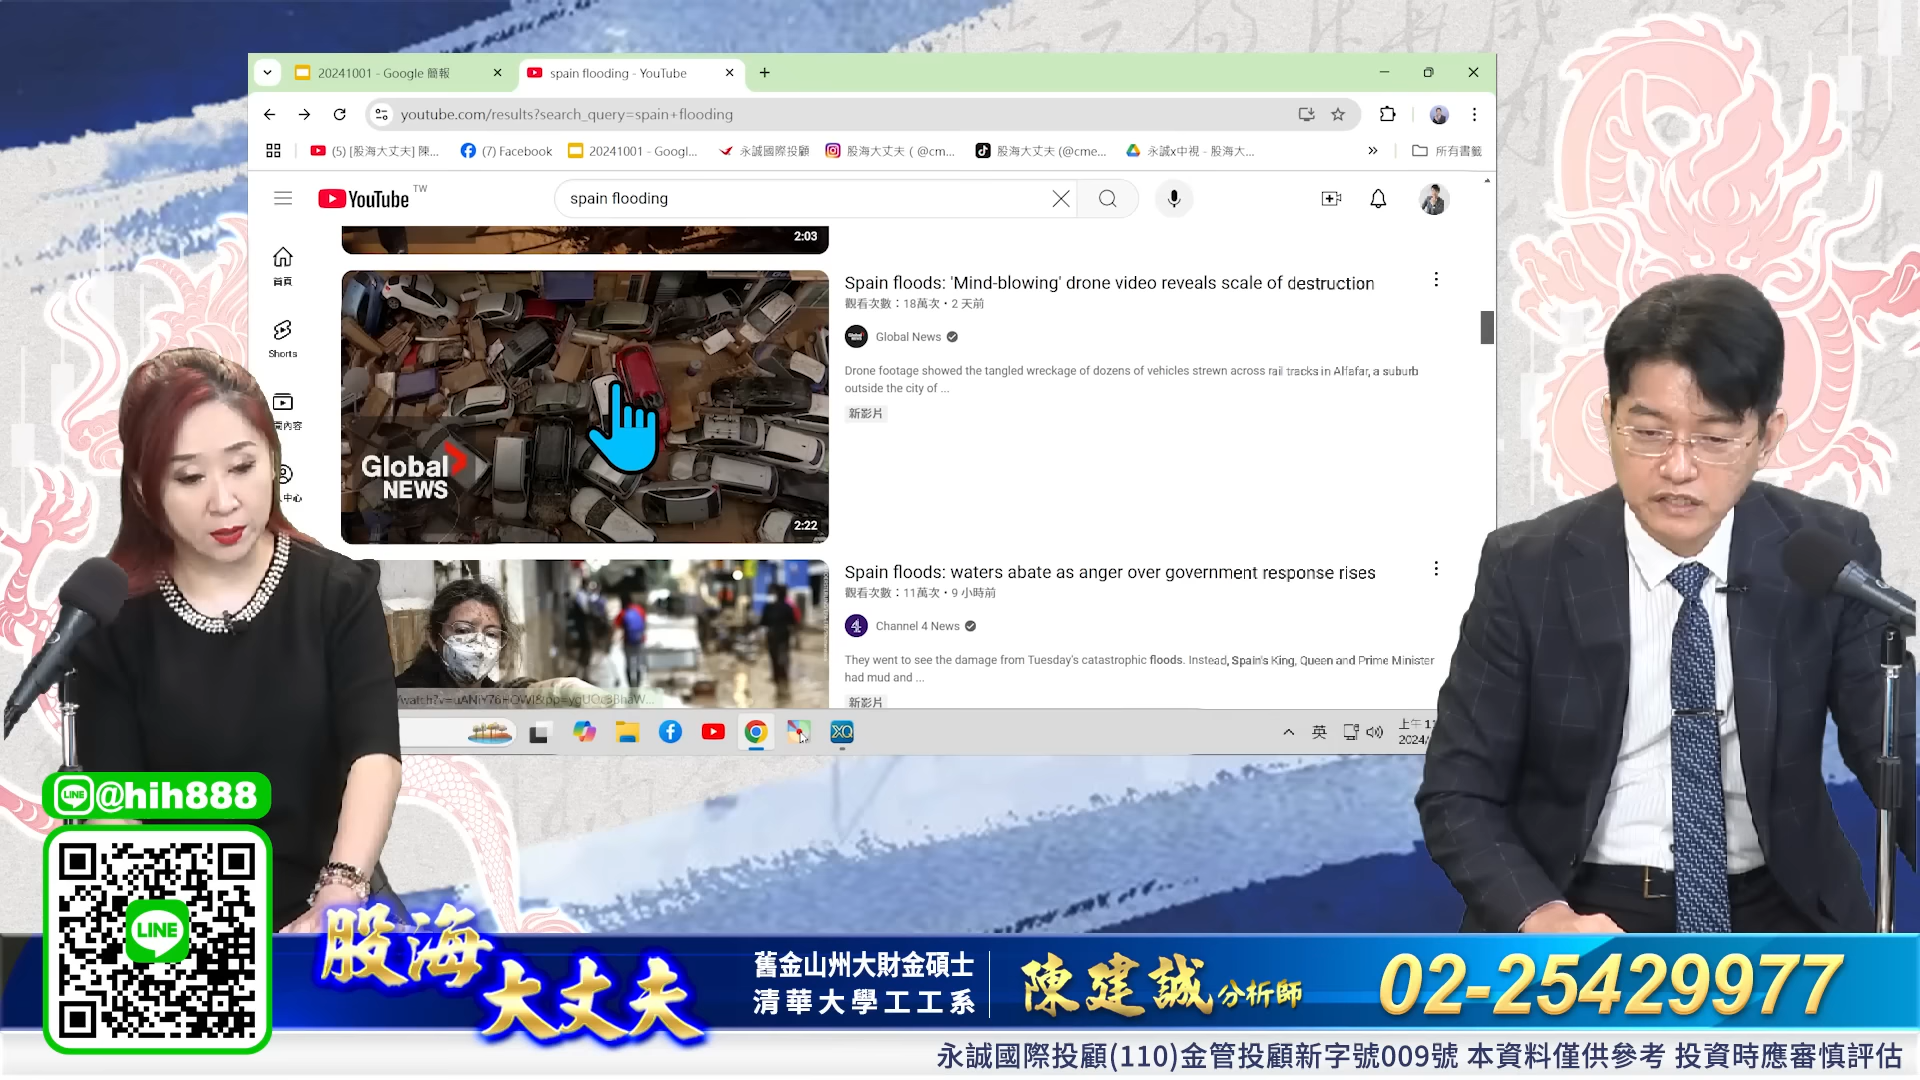 20241001 - Google 簡報
spain flooding - YouTube
youtube.com/results?search_query=spain+flooding
(5) [股海大丈夫] 陳...
(7) Facebook
20241001 - Googl...
永誠國際投顧
股海大丈夫 ( @cm...
股海大丈夫 (@cme...
永誠x中視 - 股海大...
所有書籤
YouTube TW
spain flooding
首頁
Shorts
2:03
Spain floods: 'Mind-blowing' drone video reveals scale of destruction
觀看次數：18萬次・2 天前
Global News
Drone footage showed the tangled wreckage of dozens of vehicles strewn across rail tracks in Alfafar, a suburb
outside the city of ...
新影片
Global
NEWS
2:22
Spain floods: waters abate as anger over government response rises
觀看次數：11萬次・9 小時前
4
Channel 4 News
They went to see the damage from Tuesday's catastrophic floods. Instead, Spain's King, Queen and Prime Minister
had mud and ...
新影片
XQ
英
上午
2024/
LINE @hih888
LINE
股海
大丈夫
舊金山州大財金碩士
清華大學工工系
陳建誠分析師
02-25429977
永誠國際投顧(110)金管投顧新字號009號 本資料僅供參考 投資時應審慎評估